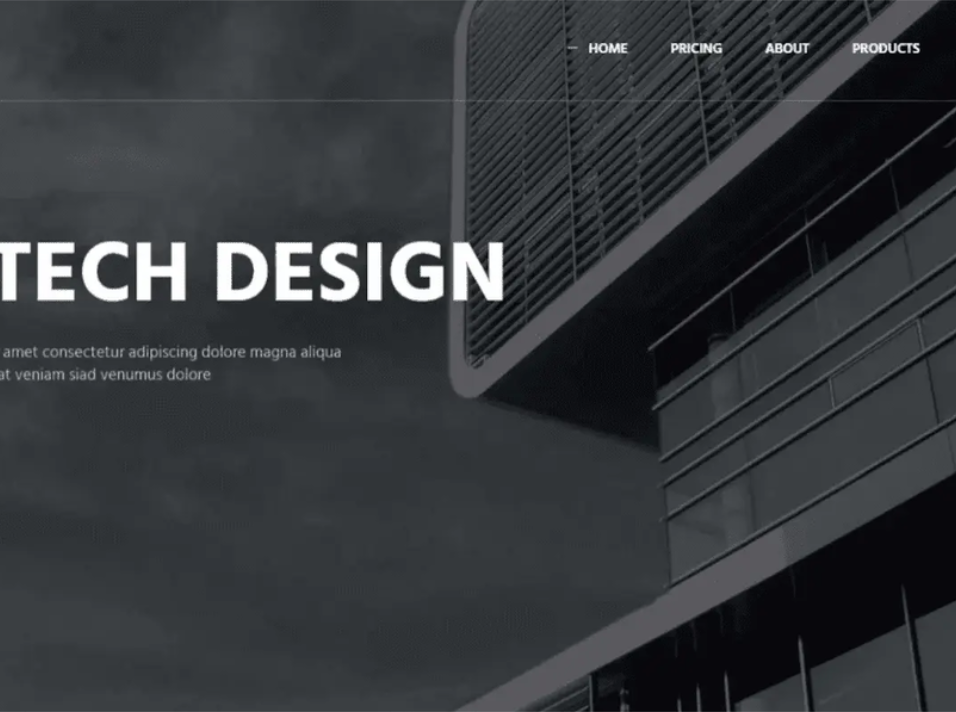 HOME PRICING ABOUT PRODUCTS
TECH DESIGN
amet consectetur adipiscing dolore magna aliqua
at veniam siad venumus dolore